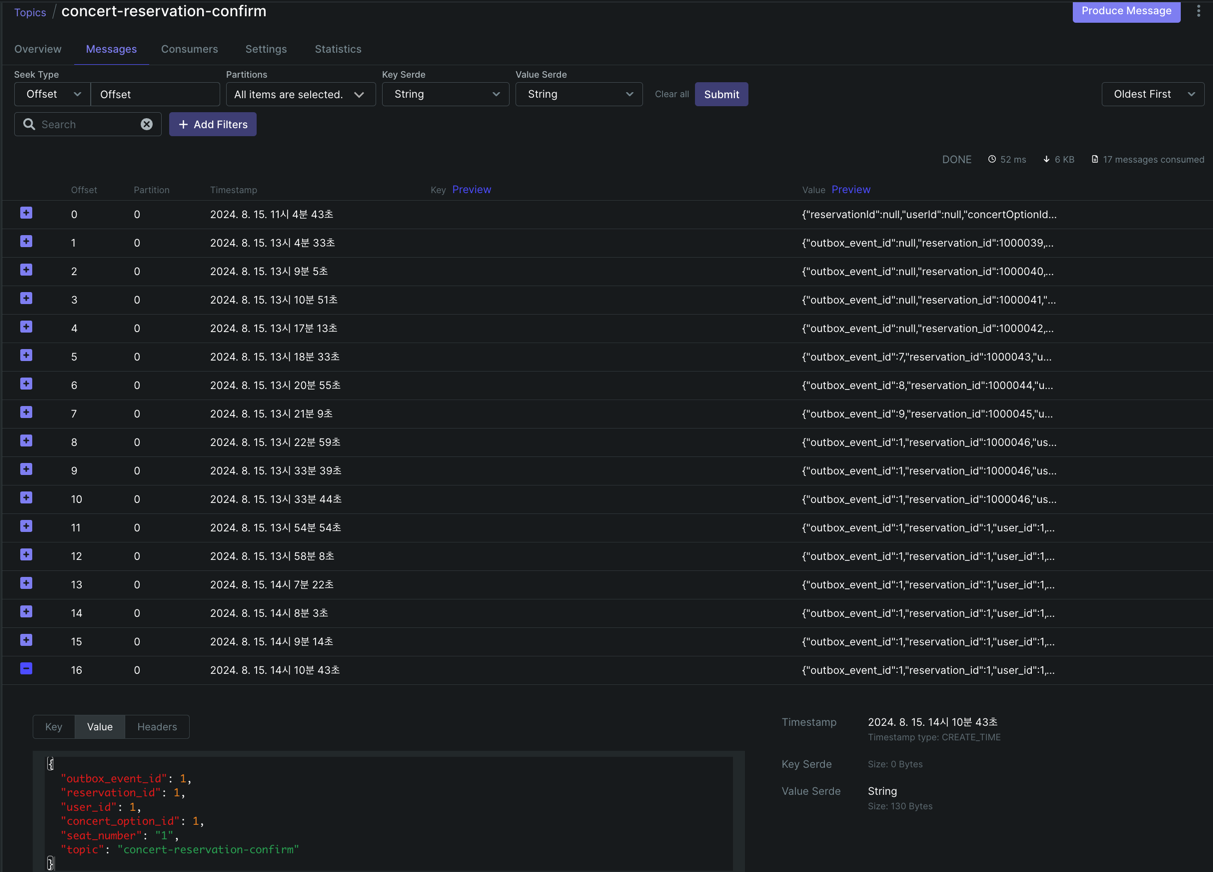 Topics / concert-reservation-confirm Produce Message
Overview Messages Consumers Settings Statistics
Seek Type Partitions Key Serde Value Serde
Offset Offset All items are selected. String String Clear all Submit Oldest First
Search + Add Filters
DONE 52 ms 6 KB 17 messages consumed
Offset Partition Timestamp Key Preview Value Preview
0 0 2024. 8. 15. 11시 4분 43초 {"reservationId":null,"userId":null,"concertOptionId...
1 0 2024. 8. 15. 13시 4분 33초 {"outbox_event_id":null,"reservation_id":1000039,...
2 0 2024. 8. 15. 13시 9분 5초 {"outbox_event_id":null,"reservation_id":1000040,...
3 0 2024. 8. 15. 13시 10분 51초 {"outbox_event_id":null,"reservation_id":1000041,"...
4 0 2024. 8. 15. 13시 17분 13초 {"outbox_event_id":null,"reservation_id":1000042,...
5 0 2024. 8. 15. 13시 18분 33초 {"outbox_event_id":7,"reservation_id":1000043,"u...
6 0 2024. 8. 15. 13시 20분 55초 {"outbox_event_id":8,"reservation_id":1000044,"u...
7 0 2024. 8. 15. 13시 21분 9초 {"outbox_event_id":9,"reservation_id":1000045,"u...
8 0 2024. 8. 15. 13시 22분 59초 {"outbox_event_id":1,"reservation_id":1000046,"us...
9 0 2024. 8. 15. 13시 33분 39초 {"outbox_event_id":1,"reservation_id":1000046,"us...
10 0 2024. 8. 15. 13시 33분 44초 {"outbox_event_id":1,"reservation_id":1000046,"us...
11 0 2024. 8. 15. 13시 54분 54초 {"outbox_event_id":1,"reservation_id":1,"user_id":1,...
12 0 2024. 8. 15. 13시 58분 8초 {"outbox_event_id":1,"reservation_id":1,"user_id":1,...
13 0 2024. 8. 15. 14시 7분 22초 {"outbox_event_id":1,"reservation_id":1,"user_id":1,...
14 0 2024. 8. 15. 14시 8분 3초 {"outbox_event_id":1,"reservation_id":1,"user_id":1,...
15 0 2024. 8. 15. 14시 9분 14초 {"outbox_event_id":1,"reservation_id":1,"user_id":1,...
16 0 2024. 8. 15. 14시 10분 43초 {"outbox_event_id":1,"reservation_id":1,"user_id":1,...
Key Value Headers
{
"outbox_event_id": 1,
"reservation_id": 1,
"user_id": 1,
"concert_option_id": 1,
"seat_number": "1",
"topic": "concert-reservation-confirm"
}
Timestamp 2024. 8. 15. 14시 10분 43초
Timestamp type: CREATE_TIME
Key Serde Size: 0 Bytes
Value Serde String
Size: 130 Bytes